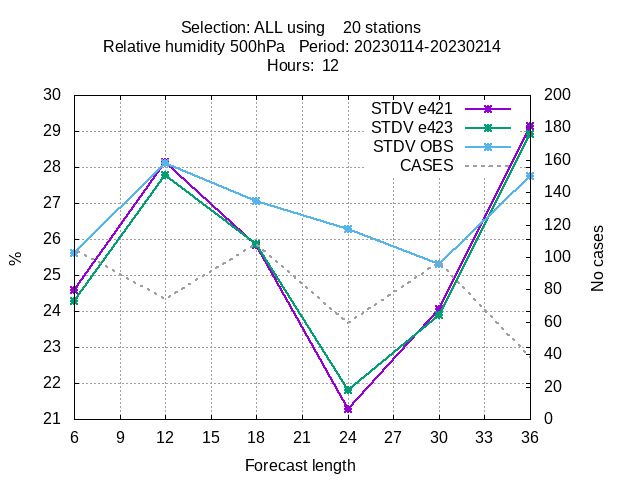 Selection: ALL using    20 stations
Relative humidity 500hPa   Period: 20230114-20230214
Hours: 12
STDV e421
STDV e423
STDV OBS
CASES
30
29
28
27
26
25
24
23
22
21
%
200
180
160
140
120
100
80
60
40
20
0
No cases
6 9 12 15 18 21 24 27 30 33 36
Forecast length